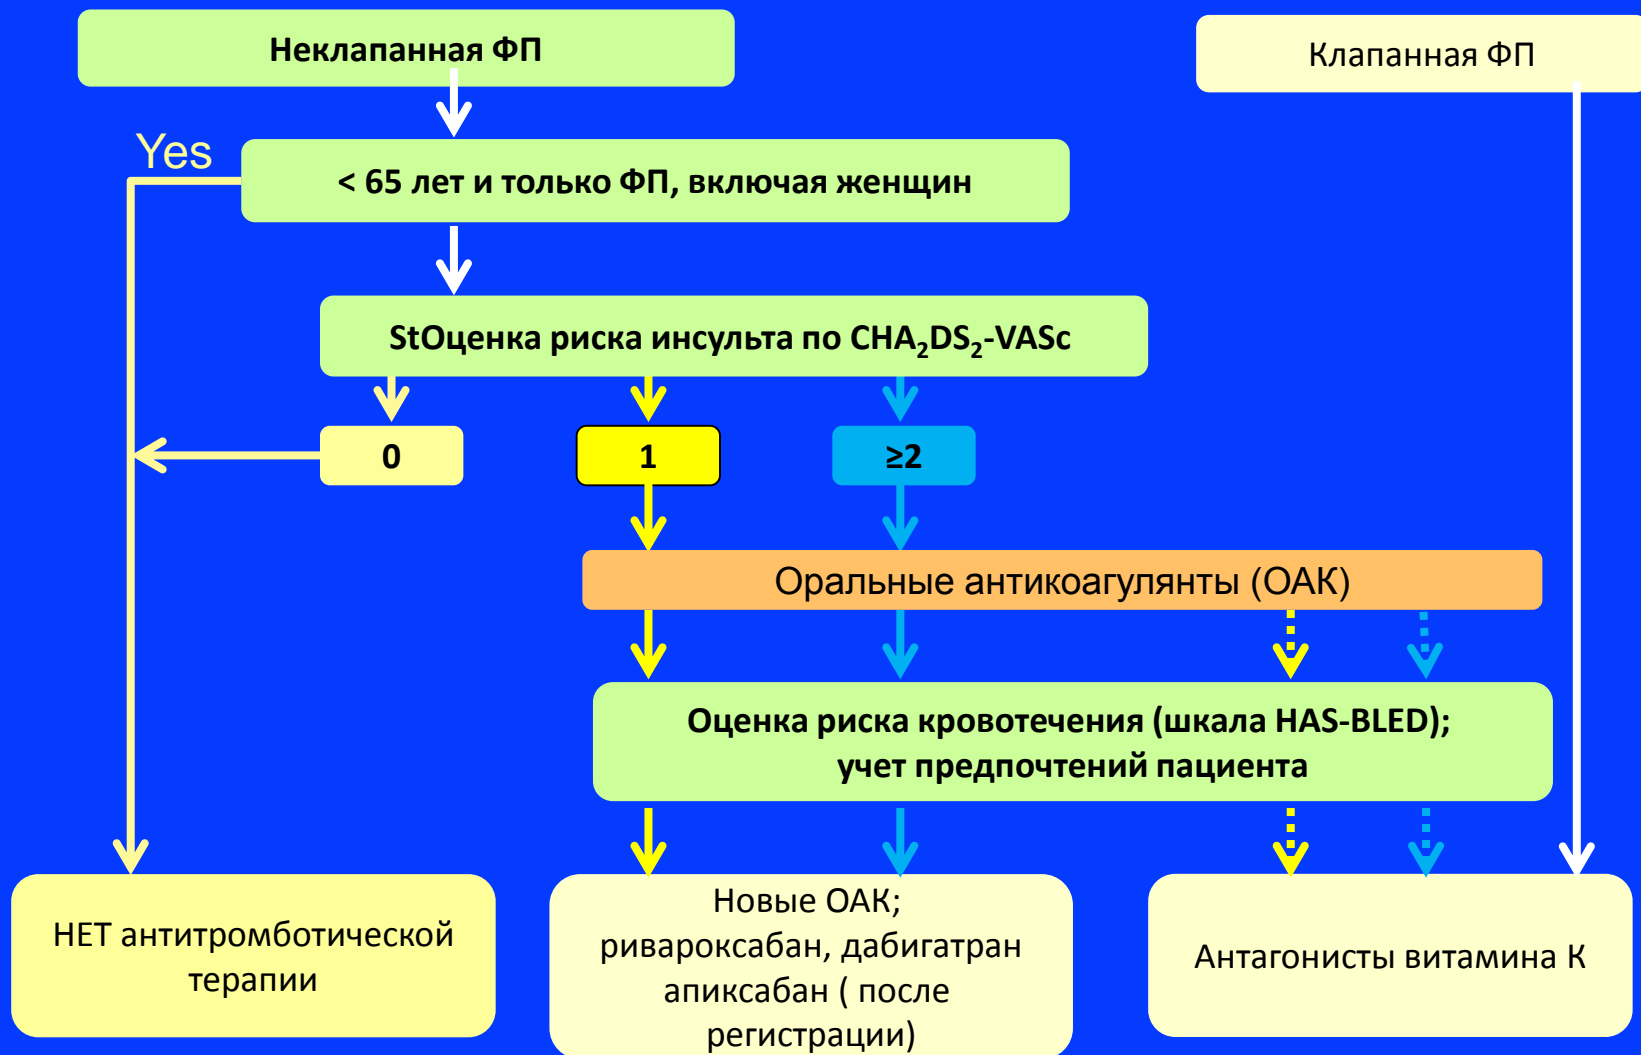 Неклапанная ФП
Клапанная ФП
Yes
< 65 лет и только ФП, включая женщин
StОценка риска инсульта по CHA₂DS₂-VASc
0
1
≥2
Оральные антикоагулянты (ОАК)
Оценка риска кровотечения (шкала HAS-BLED);
учет предпочтений пациента
НЕТ антитромботической
терапии
Новые ОАК;
ривароксабан, дабигатран
апиксабан ( после
регистрации)
Антагонисты витамина К